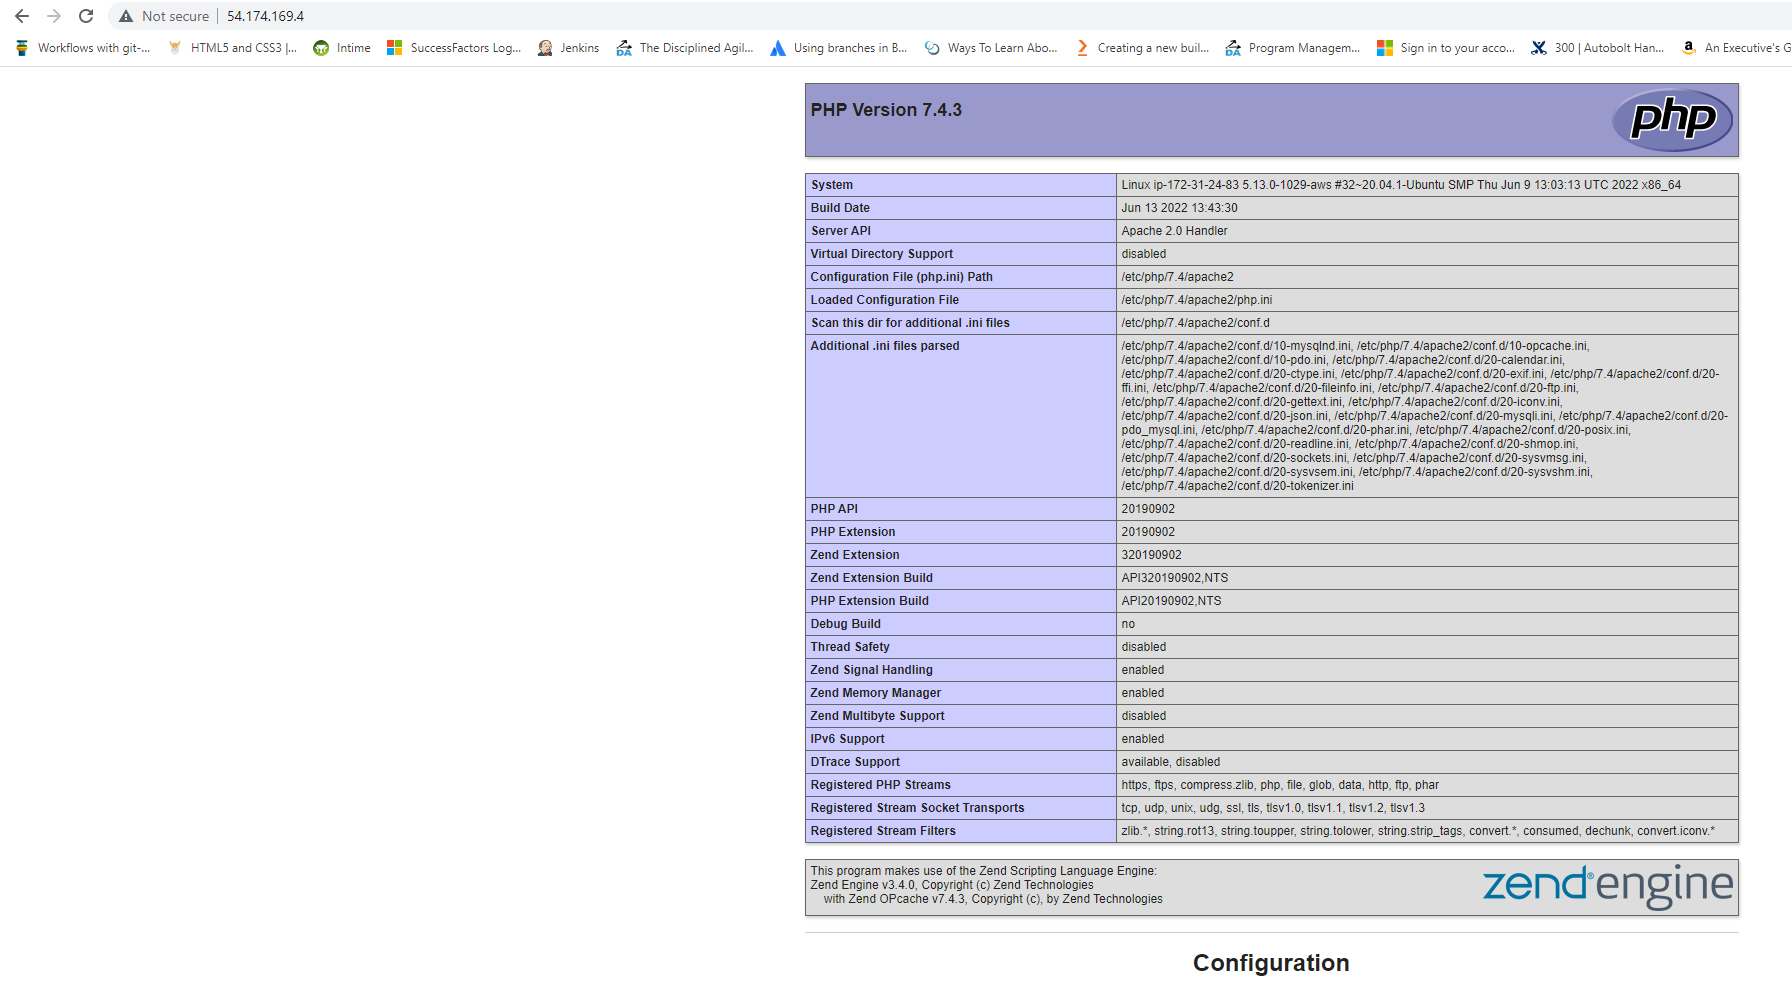 Not secure 54.174.169.4
Workflows with git-... HTML5 and CSS3 |... Intime SuccessFactors Log... Jenkins The Disciplined Agil... Using branches in B... Ways To Learn Abo... Creating a new buil... Program Managem... Sign in to your acco... 300 | Autobolt Han... An Executive's G
PHP Version 7.4.3
php
System Linux ip-172-31-24-83 5.13.0-1029-aws #32~20.04.1-Ubuntu SMP Thu Jun 9 13:03:13 UTC 2022 x86_64
Build Date Jun 13 2022 13:43:30
Server API Apache 2.0 Handler
Virtual Directory Support disabled
Configuration File (php.ini) Path /etc/php/7.4/apache2
Loaded Configuration File /etc/php/7.4/apache2/php.ini
Scan this dir for additional .ini files /etc/php/7.4/apache2/conf.d
Additional .ini files parsed /etc/php/7.4/apache2/conf.d/10-mysqlnd.ini, /etc/php/7.4/apache2/conf.d/10-opcache.ini,
/etc/php/7.4/apache2/conf.d/10-pdo.ini, /etc/php/7.4/apache2/conf.d/20-calendar.ini,
/etc/php/7.4/apache2/conf.d/20-ctype.ini, /etc/php/7.4/apache2/conf.d/20-exif.ini, /etc/php/7.4/apache2/conf.d/20-
ffi.ini, /etc/php/7.4/apache2/conf.d/20-fileinfo.ini, /etc/php/7.4/apache2/conf.d/20-ftp.ini,
/etc/php/7.4/apache2/conf.d/20-gettext.ini, /etc/php/7.4/apache2/conf.d/20-iconv.ini,
/etc/php/7.4/apache2/conf.d/20-json.ini, /etc/php/7.4/apache2/conf.d/20-mysqli.ini, /etc/php/7.4/apache2/conf.d/20-
pdo_mysql.ini, /etc/php/7.4/apache2/conf.d/20-phar.ini, /etc/php/7.4/apache2/conf.d/20-posix.ini,
/etc/php/7.4/apache2/conf.d/20-readline.ini, /etc/php/7.4/apache2/conf.d/20-shmop.ini,
/etc/php/7.4/apache2/conf.d/20-sockets.ini, /etc/php/7.4/apache2/conf.d/20-sysvmsg.ini,
/etc/php/7.4/apache2/conf.d/20-sysvsem.ini, /etc/php/7.4/apache2/conf.d/20-sysvshm.ini,
/etc/php/7.4/apache2/conf.d/20-tokenizer.ini
PHP API 20190902
PHP Extension 20190902
Zend Extension 320190902
Zend Extension Build API320190902,NTS
PHP Extension Build API20190902,NTS
Debug Build no
Thread Safety disabled
Zend Signal Handling enabled
Zend Memory Manager enabled
Zend Multibyte Support disabled
IPv6 Support enabled
DTrace Support available, disabled
Registered PHP Streams https, ftps, compress.zlib, php, file, glob, data, http, ftp, phar
Registered Stream Socket Transports tcp, udp, unix, udg, ssl, tls, tlsv1.0, tlsv1.1, tlsv1.2, tlsv1.3
Registered Stream Filters zlib.*, string.rot13, string.toupper, string.tolower, string.strip_tags, convert.*, consumed, dechunk, convert.iconv.*
This program makes use of the Zend Scripting Language Engine:
Zend Engine v3.4.0, Copyright (c) Zend Technologies
with Zend OPcache v7.4.3, Copyright (c), by Zend Technologies
zend®engine
Configuration